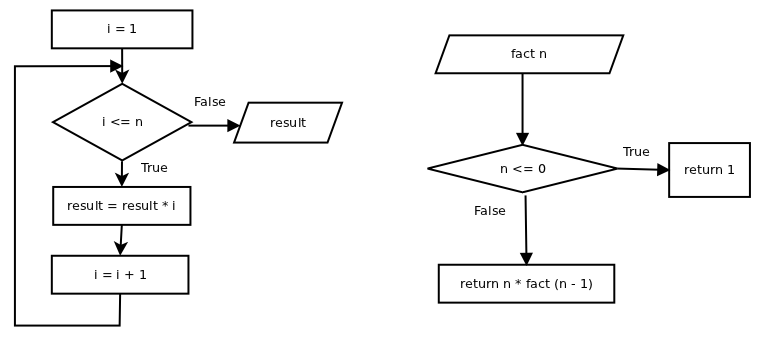 i = 1
i <= n
False
result
True
result = result * i
i = i + 1
fact n
n <= 0
True
return 1
False
return n * fact (n - 1)